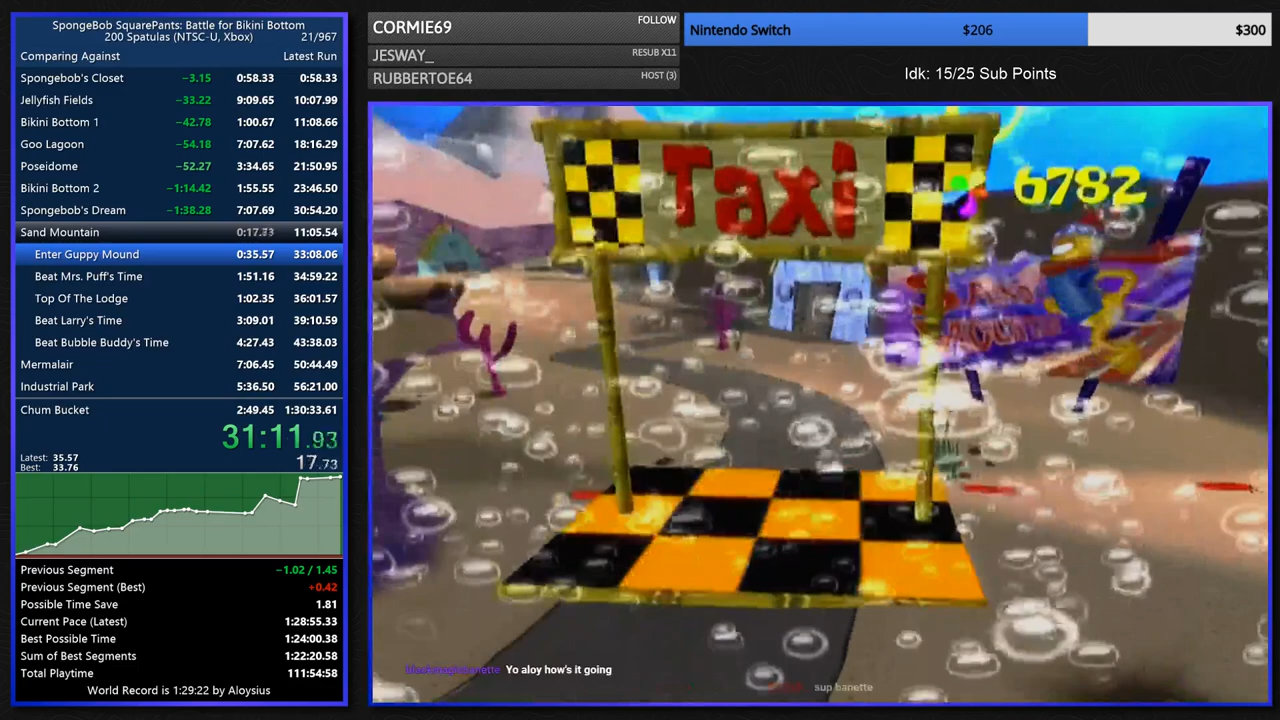 SpongeBob SquarePants: Battle for Bikini Bottom
200 Spatulas (NTSC-U, Xbox) 21/967
Comparing Against Latest Run
Spongebob's Closet −3.15 0:58.33 0:58.33
Jellyfish Fields −33.22 9:09.65 10:07.99
Bikini Bottom 1 −42.78 1:00.67 11:08.66
Goo Lagoon −54.18 7:07.62 18:16.29
Poseidome −52.27 3:34.65 21:50.95
Bikini Bottom 2 −1:14.42 1:55.55 23:46.50
Spongebob's Dream −1:38.28 7:07.69 30:54.20
Sand Mountain 0:17.73 11:05.54
Enter Guppy Mound 0:35.57 33:08.06
Beat Mrs. Puff's Time 1:51.16 34:59.22
Top Of The Lodge 1:02.35 36:01.57
Beat Larry's Time 3:09.01 39:10.59
Beat Bubble Buddy's Time 4:27.43 43:38.03
Mermalair 7:06.45 50:44.49
Industrial Park 5:36.50 56:21.00
Chum Bucket 2:49.45 1:30:33.61
31:11.93
Latest: 35.57
Best: 33.76
17.73
Previous Segment −1.02 / 1.45
Previous Segment (Best) +0.42
Possible Time Save 1.81
Current Pace (Latest) 1:28:55.33
Best Possible Time 1:24:00.38
Sum of Best Segments 1:22:20.58
Total Playtime 111:54:58
World Record is 1:29:22 by Aloysius
CORMIE69 FOLLOW
JESWAY_ RESUB X11
RUBBERTOE64 HOST (3)
Nintendo Switch $206 $300
Idk: 15/25 Sub Points
Taxi
6782
MOUNTAIN
Yo aloy how's it going
sup banette